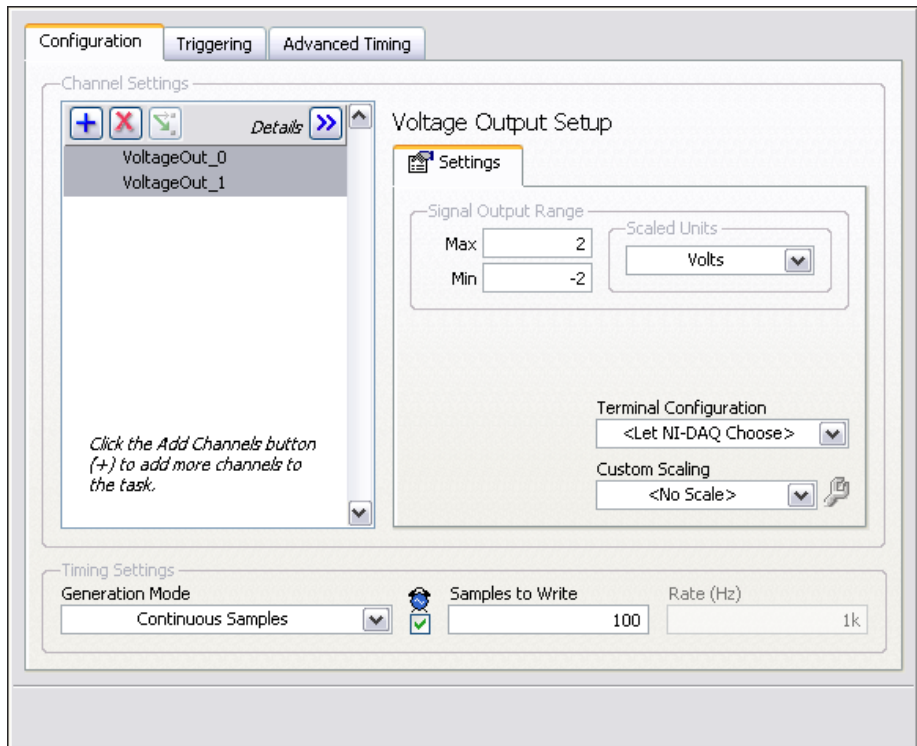 Configuration
Triggering
Advanced Timing
Channel Settings
Details
VoltageOut_0
VoltageOut_1
Click the Add Channels button
(+) to add more channels to
the task.
Voltage Output Setup
Settings
Signal Output Range
Max 2
Min -2
Scaled Units
Volts
Terminal Configuration
<Let NI-DAQ Choose>
Custom Scaling
<No Scale>
Timing Settings
Generation Mode
Continuous Samples
Samples to Write
100
Rate (Hz)
1k